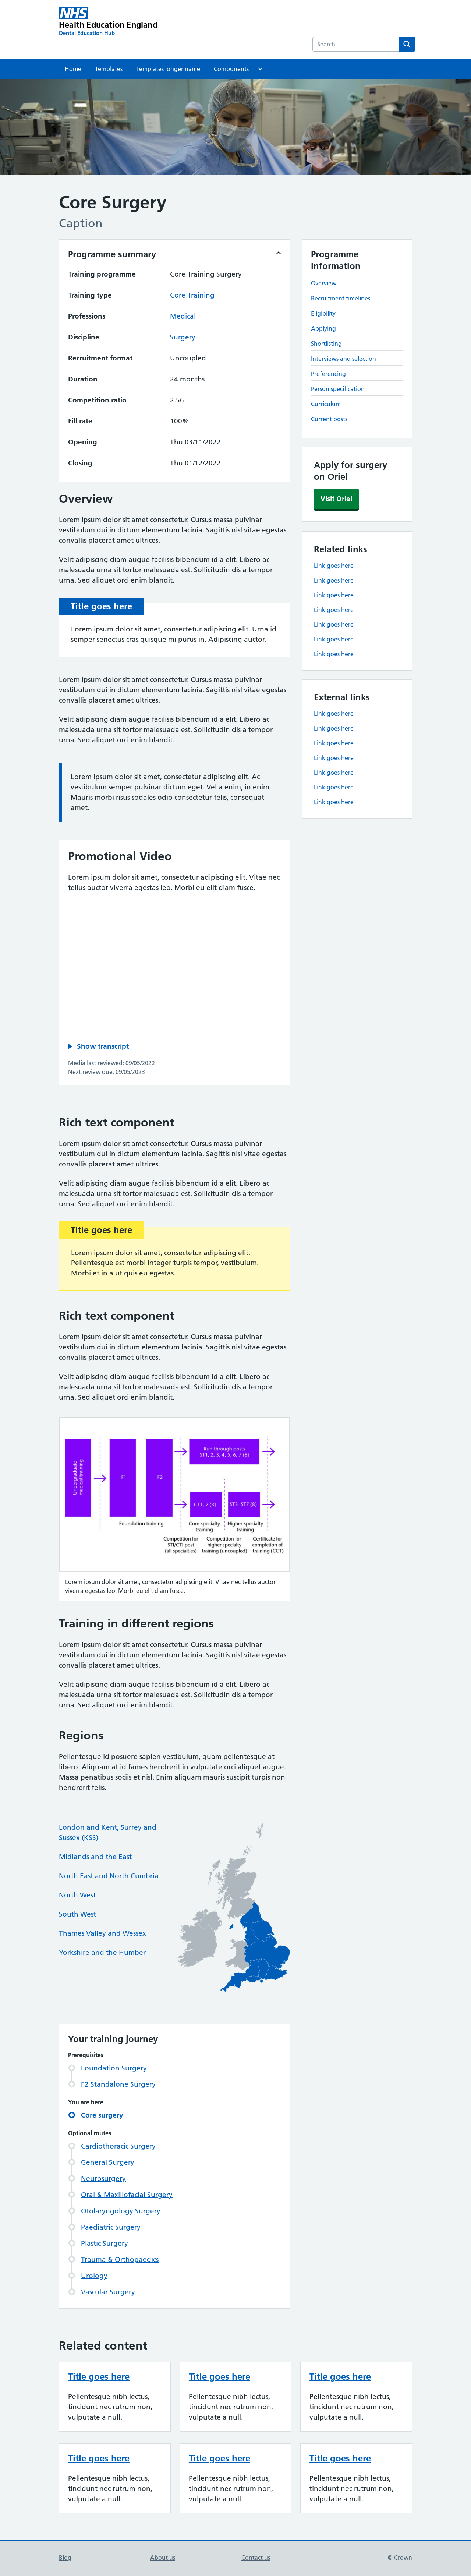 NHS
Health Education England
Dental Education Hub
Search
Home Templates Templates longer name Components
Core Surgery
Caption
Programme summary
Training programme Core Training Surgery
Training type Core Training
Professions Medical
Discipline Surgery
Recruitment format Uncoupled
Duration 24 months
Competition ratio 2.56
Fill rate 100%
Opening Thu 03/11/2022
Closing Thu 01/12/2022
Overview
Lorem ipsum dolor sit amet consectetur. Cursus massa pulvinar
vestibulum dui in dictum elementum lacinia. Sagittis nisl vitae egestas
convallis placerat amet ultrices.
Velit adipiscing diam augue facilisis bibendum id a elit. Libero ac
malesuada urna sit tortor malesuada est. Sollicitudin dis a tempor
urna. Sed aliquet orci enim blandit.
Title goes here
Lorem ipsum dolor sit amet, consectetur adipiscing elit. Urna id
semper senectus cras quisque mi purus in. Adipiscing auctor.
Lorem ipsum dolor sit amet consectetur. Cursus massa pulvinar
vestibulum dui in dictum elementum lacinia. Sagittis nisl vitae egestas
convallis placerat amet ultrices.
Velit adipiscing diam augue facilisis bibendum id a elit. Libero ac
malesuada urna sit tortor malesuada est. Sollicitudin dis a tempor
urna. Sed aliquet orci enim blandit.
Lorem ipsum dolor sit amet, consectetur adipiscing elit. Ac
vestibulum semper pulvinar dictum eget. Vel a enim, in enim.
Mauris morbi risus sodales odio consectetur felis, consequat
amet.
Promotional Video
Lorem ipsum dolor sit amet, consectetur adipiscing elit. Vitae nec
tellus auctor viverra egestas leo. Morbi eu elit diam fusce.
Show transcript
Media last reviewed: 09/05/2022
Next review due: 09/05/2023
Rich text component
Lorem ipsum dolor sit amet consectetur. Cursus massa pulvinar
vestibulum dui in dictum elementum lacinia. Sagittis nisl vitae egestas
convallis placerat amet ultrices.
Velit adipiscing diam augue facilisis bibendum id a elit. Libero ac
malesuada urna sit tortor malesuada est. Sollicitudin dis a tempor
urna. Sed aliquet orci enim blandit.
Title goes here
Lorem ipsum dolor sit amet, consectetur adipiscing elit.
Pellentesque est morbi integer turpis tempor, vestibulum.
Morbi et in a ut quis eu egestas.
Rich text component
Lorem ipsum dolor sit amet consectetur. Cursus massa pulvinar
vestibulum dui in dictum elementum lacinia. Sagittis nisl vitae egestas
convallis placerat amet ultrices.
Velit adipiscing diam augue facilisis bibendum id a elit. Libero ac
malesuada urna sit tortor malesuada est. Sollicitudin dis a tempor
urna. Sed aliquet orci enim blandit.
Undergraduate
medical training
F1
F2
Run through posts
ST1, 2, 3, 4, 5, 6, 7 (8)
CT1, 2 (3)
ST3–ST7 (8)
Foundation training
Core specialty
training
Higher specialty
training
Competition for
ST1/CT1 post
(all specialties)
Competition for
higher specialty
training (uncoupled)
Certificate for
completion of
training (CCT)
Lorem ipsum dolor sit amet, consectetur adipiscing elit. Vitae nec tellus auctor
viverra egestas leo. Morbi eu elit diam fusce.
Training in different regions
Lorem ipsum dolor sit amet consectetur. Cursus massa pulvinar
vestibulum dui in dictum elementum lacinia. Sagittis nisl vitae egestas
convallis placerat amet ultrices.
Velit adipiscing diam augue facilisis bibendum id a elit. Libero ac
malesuada urna sit tortor malesuada est. Sollicitudin dis a tempor
urna. Sed aliquet orci enim blandit.
Regions
Pellentesque id posuere sapien vestibulum, quam pellentesque at
libero. Aliquam at id fames hendrerit in vulputate orci aliquet augue.
Massa penatibus sociis et nisl. Enim aliquam mauris suscipit turpis non
hendrerit felis.
London and Kent, Surrey and
Sussex (KSS)
Midlands and the East
North East and North Cumbria
North West
South West
Thames Valley and Wessex
Yorkshire and the Humber
Your training journey
Prerequisites
Foundation Surgery
F2 Standalone Surgery
You are here
Core surgery
Optional routes
Cardiothoracic Surgery
General Surgery
Neurosurgery
Oral & Maxillofacial Surgery
Otolaryngology Surgery
Paediatric Surgery
Plastic Surgery
Trauma & Orthopaedics
Urology
Vascular Surgery
Programme
information
Overview
Recruitment timelines
Eligibility
Applying
Shortlisting
Interviews and selection
Preferencing
Person specification
Curriculum
Current posts
Apply for surgery
on Oriel
Visit Oriel
Related links
Link goes here
Link goes here
Link goes here
Link goes here
Link goes here
Link goes here
Link goes here
External links
Link goes here
Link goes here
Link goes here
Link goes here
Link goes here
Link goes here
Link goes here
Related content
Title goes here
Pellentesque nibh lectus,
tincidunt nec rutrum non,
vulputate a null.
Title goes here
Pellentesque nibh lectus,
tincidunt nec rutrum non,
vulputate a null.
Title goes here
Pellentesque nibh lectus,
tincidunt nec rutrum non,
vulputate a null.
Title goes here
Pellentesque nibh lectus,
tincidunt nec rutrum non,
vulputate a null.
Title goes here
Pellentesque nibh lectus,
tincidunt nec rutrum non,
vulputate a null.
Title goes here
Pellentesque nibh lectus,
tincidunt nec rutrum non,
vulputate a null.
Blog About us Contact us © Crown